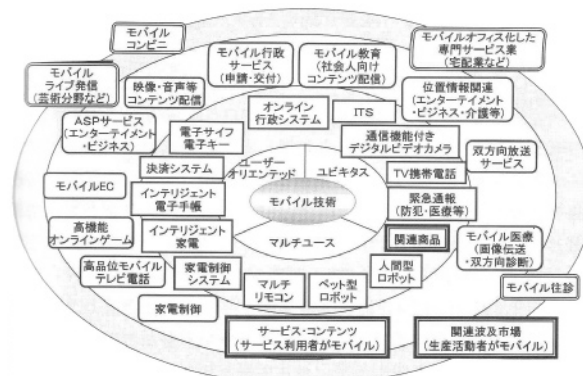 モバイル
コンビニ
モバイル行政
サービス
(申請・交付)
モバイル教育
(社会人向け
コンテンツ配信)
モバイルオフィス化した
専門サービス業
(宅配業など)
モバイル
ライブ発信
(芸術分野など)
映像・音声等
コンテンツ配信
位置情報関連
(エンターテイメント・
ビジネス・介護等)
オンライン
行政システム
ITS
ASPサービス
(エンターテイメント
・ビジネス)
電子サイフ
電子キー
通信機能付き
デジタルビデオカメラ
双方向放送
サービス
決済システム
ユーザー
オリエンテッド
ユビキタス
TV携帯電話
モバイルEC
インテリジェント
電子手帳
モバイル技術
緊急通報
(防犯・医療等)
高機能
オンラインゲーム
インテリジェント
家電
マルチユース
関連商品
モバイル医療
(画像伝送
・双方向診断)
高品位モバイル
テレビ電話
家電制御
システム
マルチ
リモコン
ペット型
ロボット
人間型
ロボット
モバイル往診
家電制御
サービス・コンテンツ
(サービス利用者がモバイル)
関連波及市場
(生産活動者がモバイル)